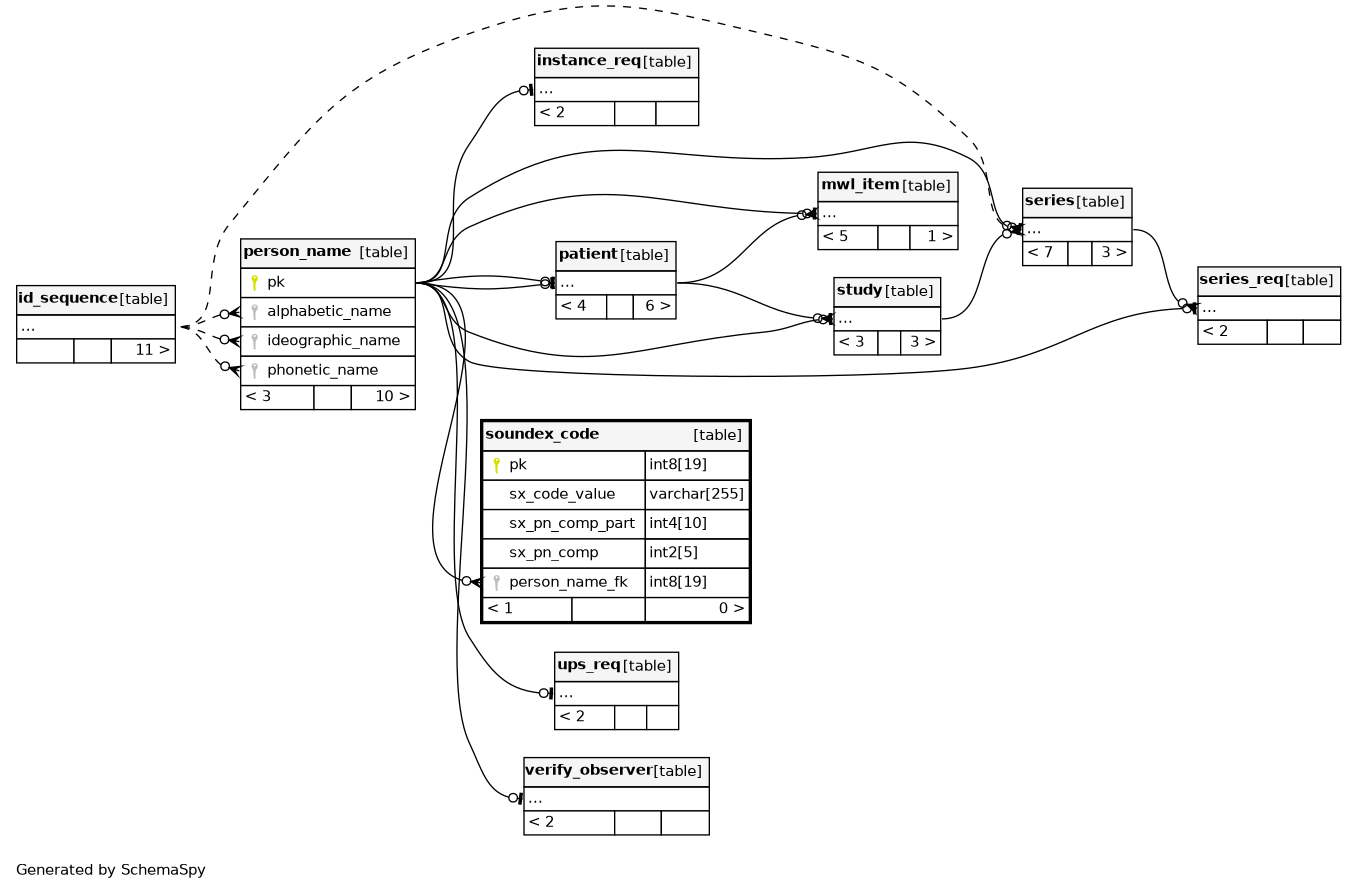 instance_req [table]
...
< 2
mwl_item [table]
...
< 5 1 >
series [table]
...
< 7 3 >
person_name [table]
pk
alphabetic_name
ideographic_name
phonetic_name
< 3 10 >
patient [table]
...
< 4 6 >
series_req [table]
...
< 2
study [table]
...
< 3 3 >
id_sequence [table]
...
11 >
soundex_code [table]
pk int8[19]
sx_code_value varchar[255]
sx_pn_comp_part int4[10]
sx_pn_comp int2[5]
person_name_fk int8[19]
< 1 0 >
ups_req [table]
...
< 2
verify_observer [table]
...
< 2
Generated by SchemaSpy